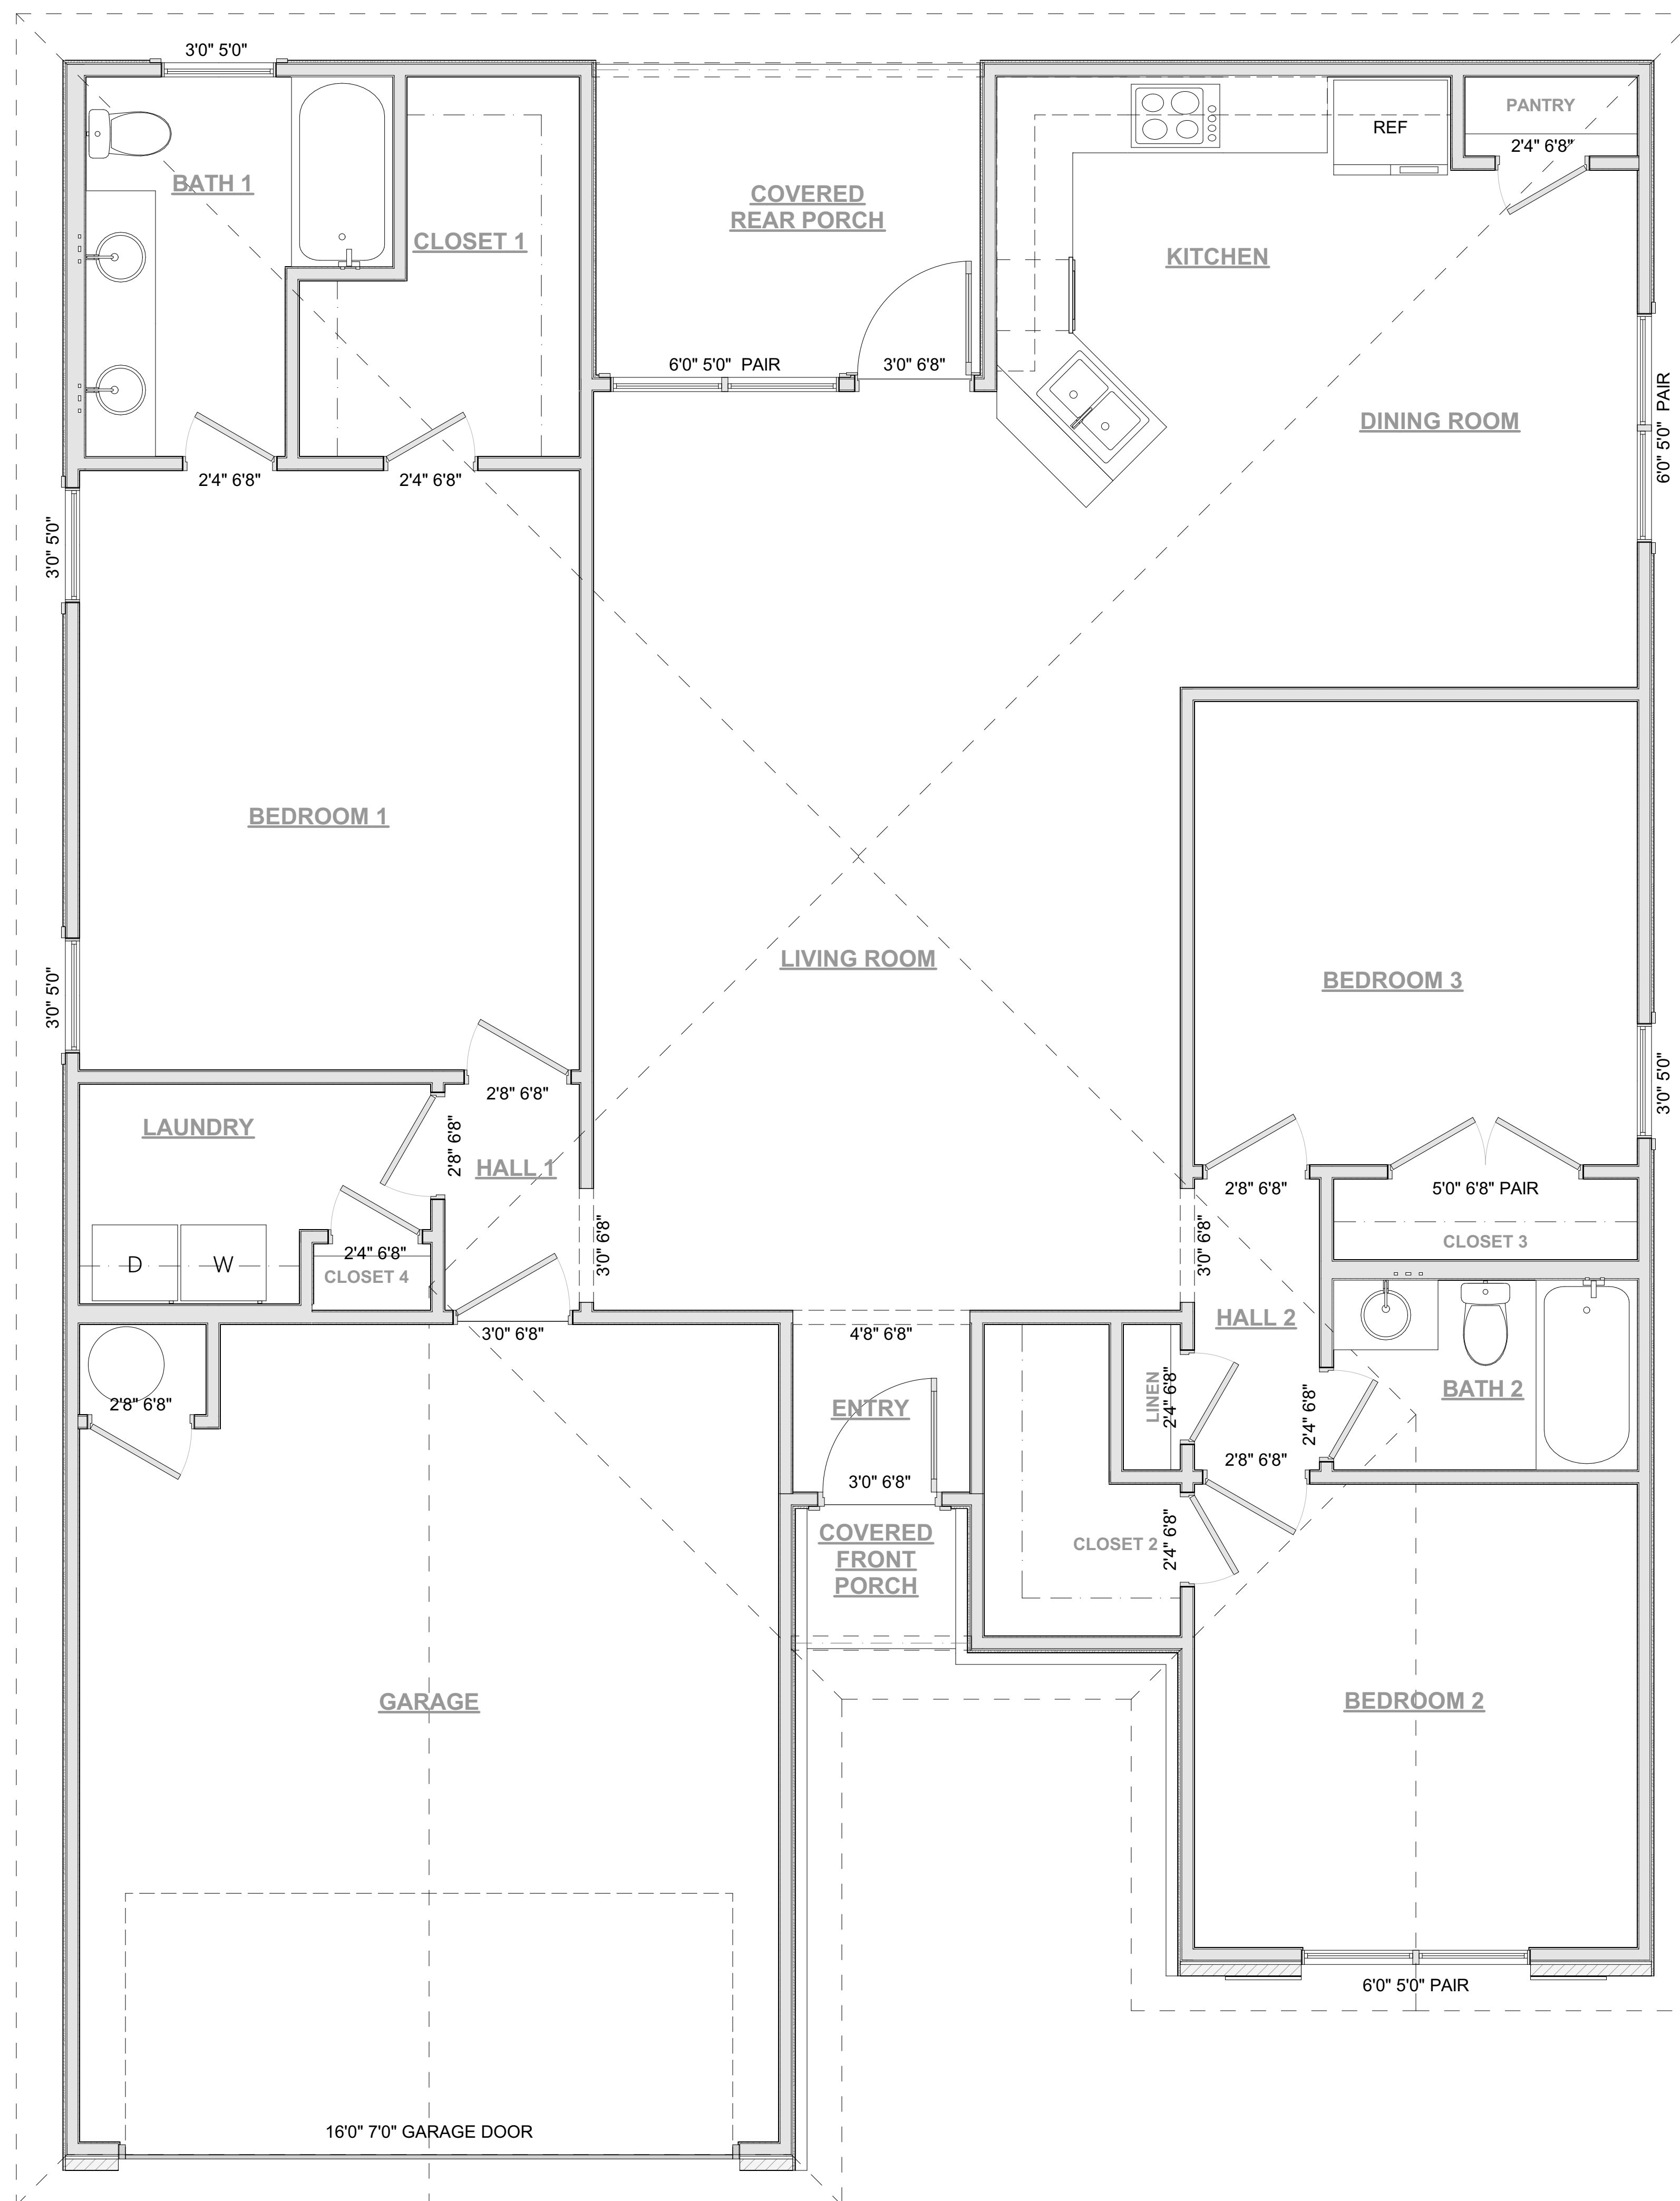 3'0" 5'0"
PANTRY
REF
2'4" 6'8"
BATH 1
COVERED
REAR PORCH
CLOSET 1
KITCHEN
6'0" 5'0" PAIR
3'0" 6'8"
DINING ROOM
6'0" 5'0" PAIR
2'4" 6'8"
2'4" 6'8"
3'0" 5'0"
BEDROOM 1
LIVING ROOM
BEDROOM 3
3'0" 5'0"
3'0" 5'0"
2'8" 6'8"
LAUNDRY
2'8" 6'8"
HALL 1
2'8" 6'8"
5'0" 6'8" PAIR
3'0" 6'8"
3'0" 6'8"
CLOSET 3
2'4" 6'8"
D
W
CLOSET 4
HALL 2
3'0" 6'8"
4'8" 6'8"
BATH 2
LINEN
2'4" 6'8"
2'4" 6'8"
2'8" 6'8"
ENTRY
2'8" 6'8"
3'0" 6'8"
COVERED
FRONT
PORCH
CLOSET 2
2'4" 6'8"
GARAGE
BEDROOM 2
6'0" 5'0" PAIR
16'0" 7'0" GARAGE DOOR